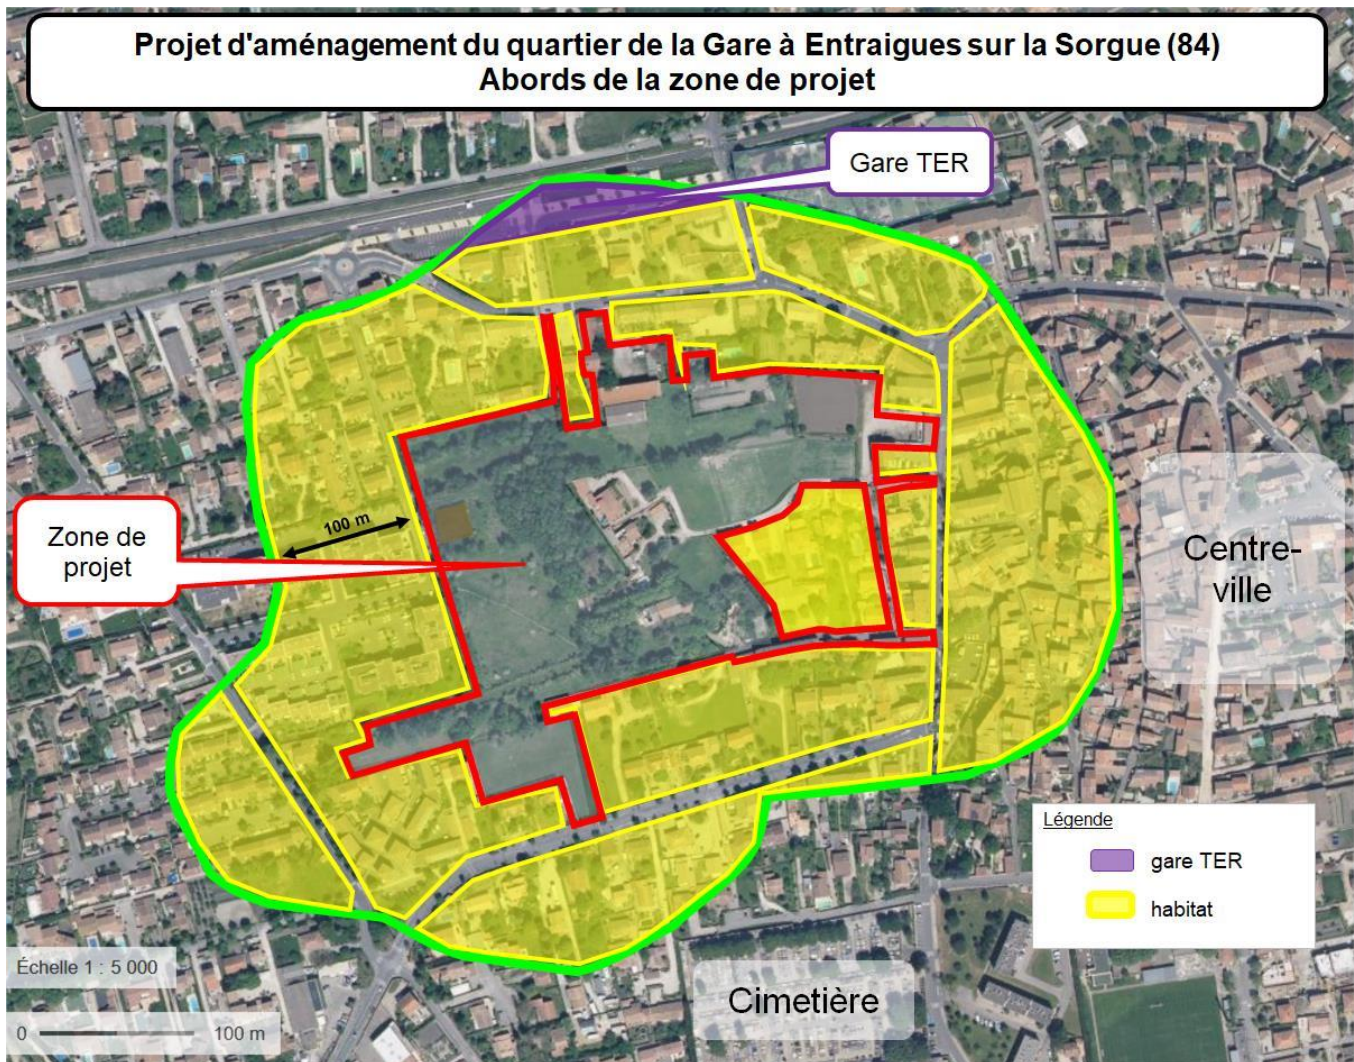 Projet d'aménagement du quartier de la Gare à Entraigues sur la Sorgue (84)
Abords de la zone de projet
Gare TER
100 m
Zone de
projet
Centre-
ville
Légende
gare TER
habitat
Échelle 1 : 5 000
0 100 m
Cimetière